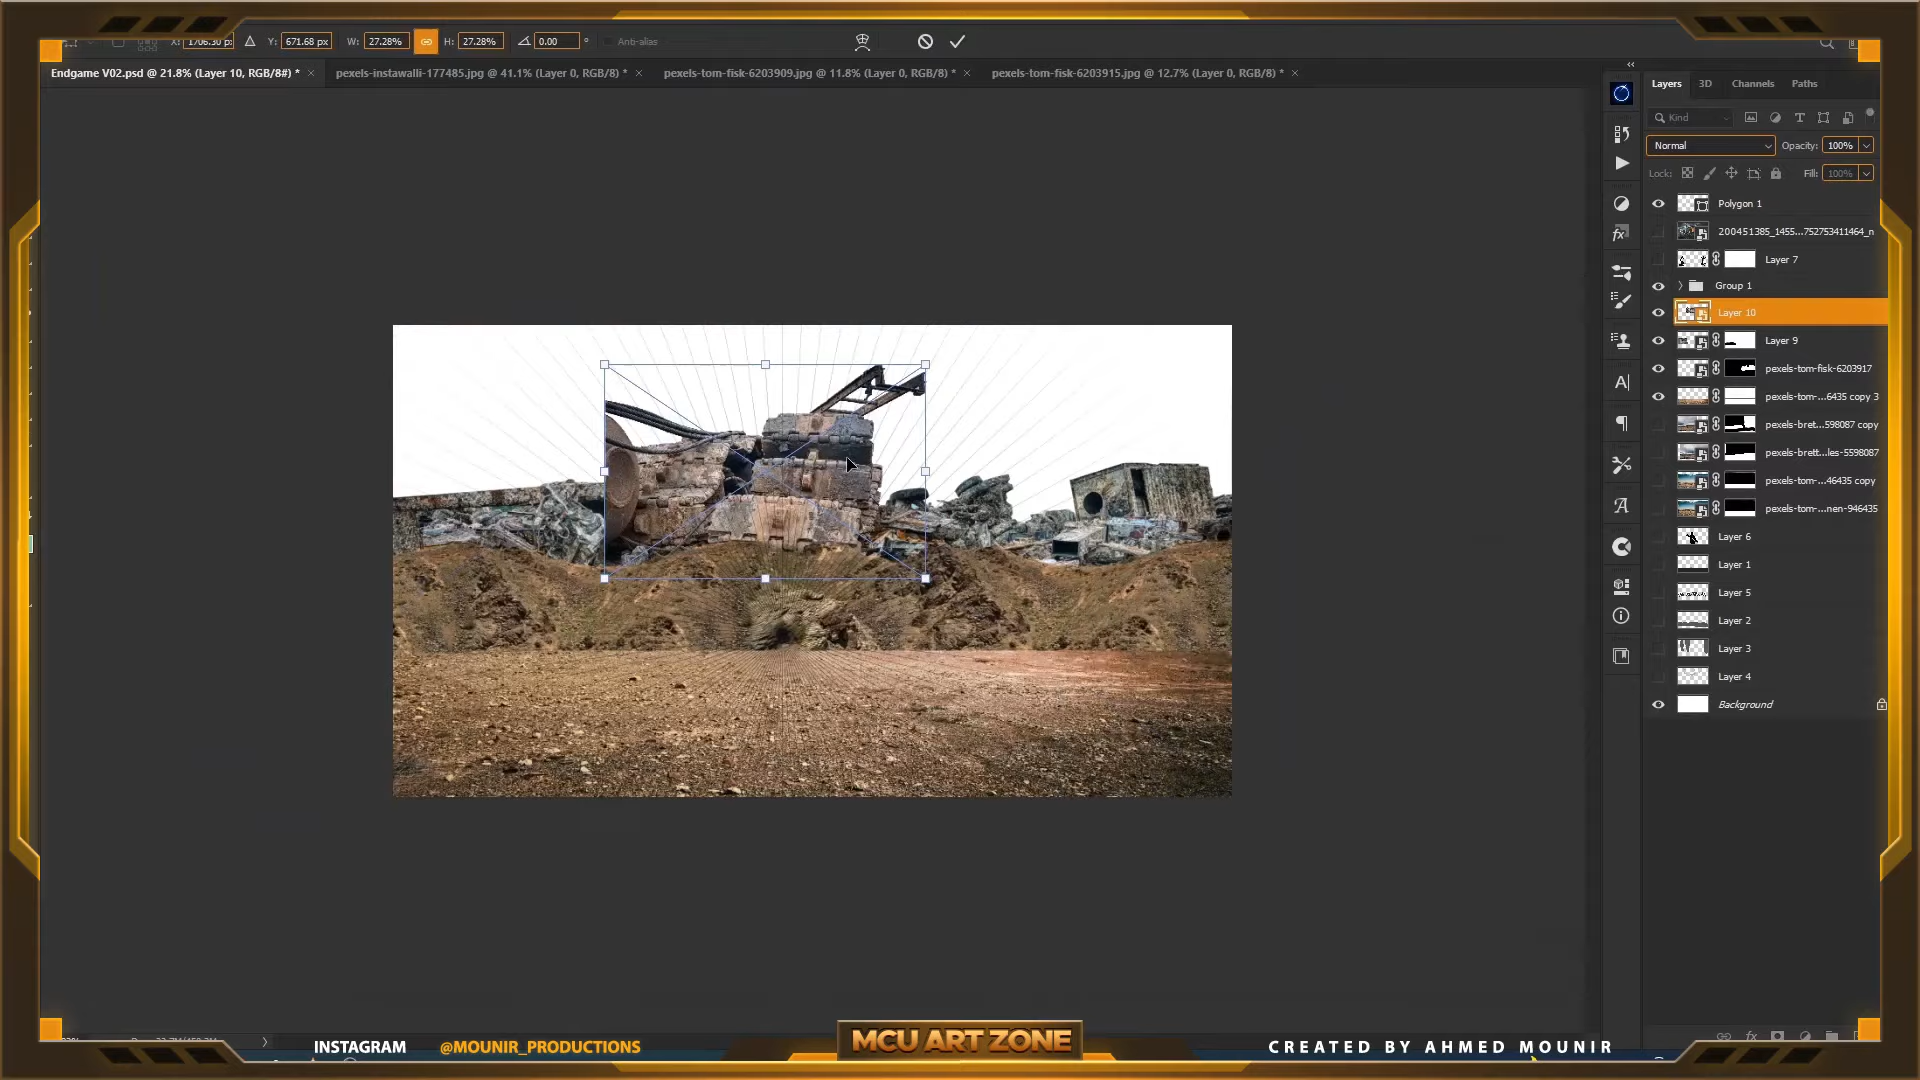 X: 1706.30 p
Y: 671.68 px
W: 27.28%
H: 27.28%
0.00
°
Anti-alias
Endgame V02.psd @ 21.8% (Layer 10, RGB/8#) *
pexels-instawalli-177485.jpg @ 41.1% (Layer 0, RGB/8) *
pexels-tom-fisk-6203909.jpg @ 11.8% (Layer 0, RGB/8) *
pexels-tom-fisk-6203915.jpg @ 12.7% (Layer 0, RGB/8) *
Layers
3D
Channels
Paths
Kind
Normal
Opacity: 100%
Lock:
Fill: 100%
Polygon 1
200451385_1455...752753411464_n
Layer 7
Group 1
Layer 10
Layer 9
pexels-tom-fisk-6203917
pexels-tom-...6435 copy 3
pexels-bret...598087 copy
pexels-brett...les-5598087
pexels-tom-...46435 copy
pexels-tom-...nen-946435
Layer 6
Layer 1
Layer 5
Layer 2
Layer 3
Layer 4
Background
INSTAGRAM @MOUNIR_PRODUCTIONS
MCU ART ZONE
CREATED BY AHMED MOUNIR